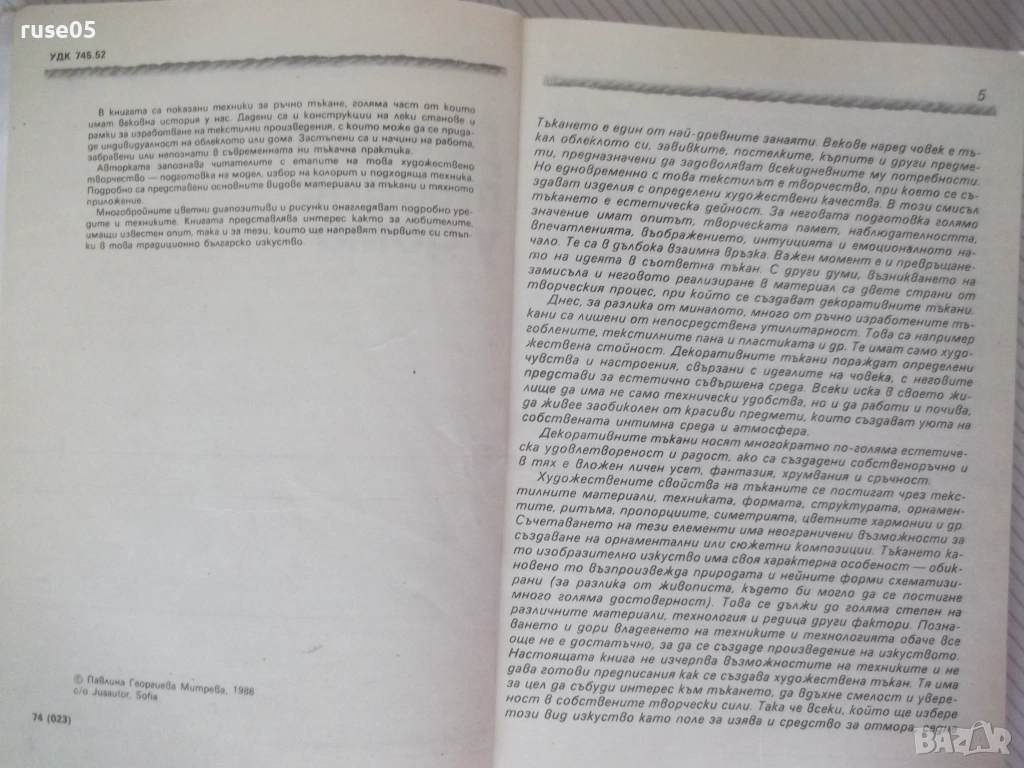 ruse05
УДК 745.52
В книгата са показани техники за ръчно тъкане, голяма част от които
имат вековна история у нас. Дадени са и конструкции на леки станове и
рамки за изработване на текстилни произведения, с които може да се прида-
де индивидуалност на облеклото или дома. Застъпени са и начини на работа,
забравени или непознати в съвременната ни тъкачна практика.
Авторката запознава читателите с етапите на това художествено
творчество — подготовка на модел, избор на колорит и подходяща техника.
Подробно са представени основните видове материали за тъкани и тяхното
приложение.
Многобройните цветни диапозитиви и рисунки онагледяват подробно уре-
дите и техниките. Книгата представлява интерес както за любителите,
имащи известен опит, така и за тези, които ще направят първите си стъп-
ки в това традиционно българско изкуство.
© Павлина Георгиева Митрева, 1986
c/o Jusautor, Sofia
74 (023)
5
Тъкането е един от най-древните занаяти. Векове наред човек е тъ-
кал облеклото си, завивките, постелките, кърпите и други предме-
ти, предназначени да задоволяват всекидневните му потребности.
Но едновременно с това текстилът е творчество, при което се съ-
здават изделия с определени художествени качества. В този смисъл
тъкането е естетическа дейност. За неговата подготовка голямо
значение имат опитът, творческата памет, наблюдателността,
впечатленията, въображението, интуицията и емоционалното на-
чало. Те са в дълбока взаимна връзка. Важен момент е и превръщане-
то на идеята в съответна тъкан. С други думи, възникването на
замисъла и неговото реализиране в материал са двете страни от
творческия процес, при който се създават декоративните тъкани.
Днес, за разлика от миналото, много от ръчно изработените тъ-
кани са лишени от непосредствена утилитарност. Това са например
гоблените, текстилните пана и пластиката и др. Те имат само худо-
жествена стойност. Декоративните тъкани пораждат определени
чувства и настроения, свързани с идеалите на човека, с неговите
представи за естетично съвършена среда. Всеки иска в своето жи-
лище да има не само технически удобства, но и да работи и почива,
да живее заобиколен от красиви предмети, които създават уюта на
собствената интимна среда и атмосфера.
Декоративните тъкани носят многократно по-голяма естетиче-
ска удовлетвореност и радост, ако са създадени собственоръчно и
в тях е вложен личен усет, фантазия, хрумвания и сръчност.
Художествените свойства на тъканите се постигат чрез текс-
тилните материали, техниката, формата, структурата, орнамен-
тите, ритъма, пропорциите, симетрията, цветните хармонии и др.
Съчетаването на тези елементи има неограничени възможности за
създаване на орнаментални или сюжетни композиции. Тъкането ка-
то изобразително изкуство има своя характерна особеност — обик-
новено то възпроизвежда природата и нейните форми схематизи-
рани (за разлика от живописта, където би могло да се постигне
много голяма достоверност). Това се дължи до голяма степен на
различните материали, технология и редица други фактори. Позна-
ването и дори владеенето на техниките и технологията обаче все
още не е достатъчно, за да се създаде произведение на изкуството.
Настоящата книга не изчерпва възможностите на техниките и не
дава готови предписания как се създава художествена тъкан. Тя има
за цел да събуди интерес към тъкането, да вдъхне смелост и увере-
ност в собствените творчески сили. Така че всеки, който ще избере
този вид изкуство като поле за изява и средство за отмора, сядна
BAZAR